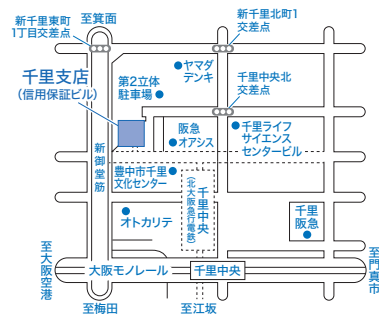 新千里東町
1丁目交差点
至箕面
新千里北町1
交差点
千里支店
(信用保証ビル)
第2立体
駐車場
ヤマダ
デンキ
千里中央北
交差点
新御堂筋
阪急
オアシス
千里ライフ
サイエンス
センタービル
豊中市千里
文化センター
千里中央
(北大阪急行電鉄)
オトカリテ
千里
阪急
至大阪空港
大阪モノレール
千里中央
至門真市
至梅田
至江坂